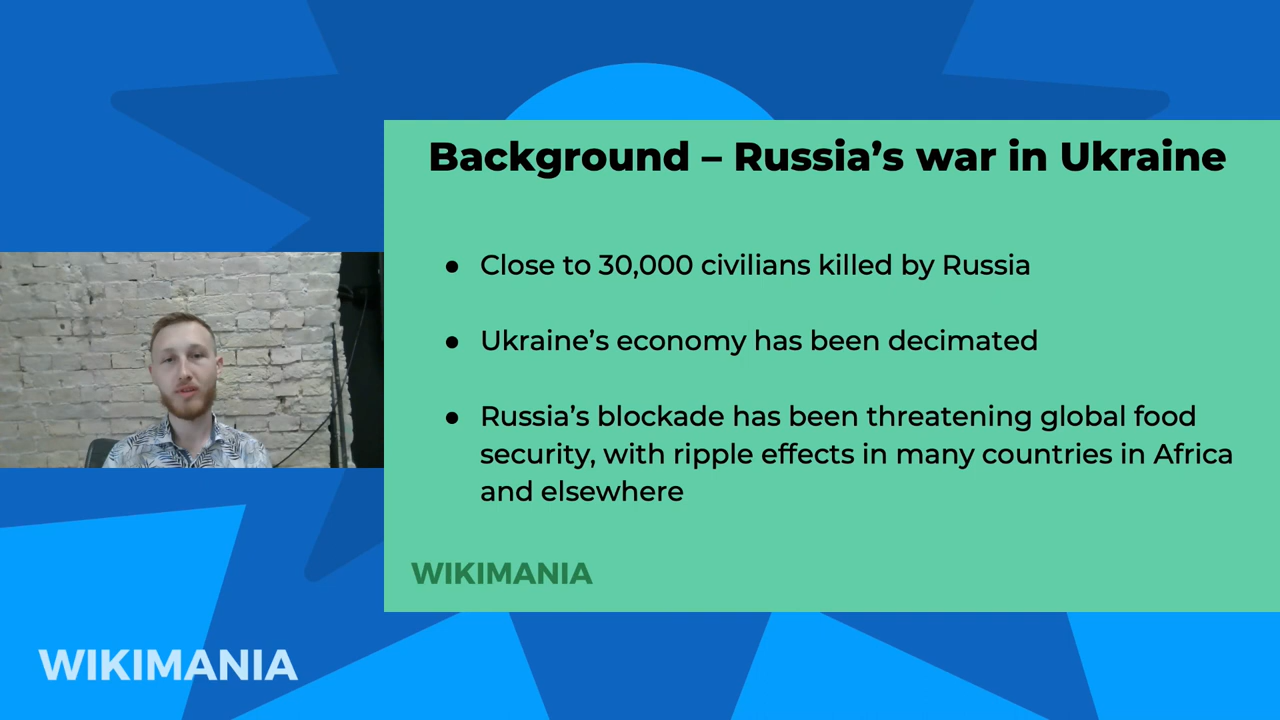 Background – Russia’s war in Ukraine
● Close to 30,000 civilians killed by Russia
● Ukraine’s economy has been decimated
● Russia’s blockade has been threatening global food
security, with ripple effects in many countries in Africa
and elsewhere
WIKIMANIA
WIKIMANIA